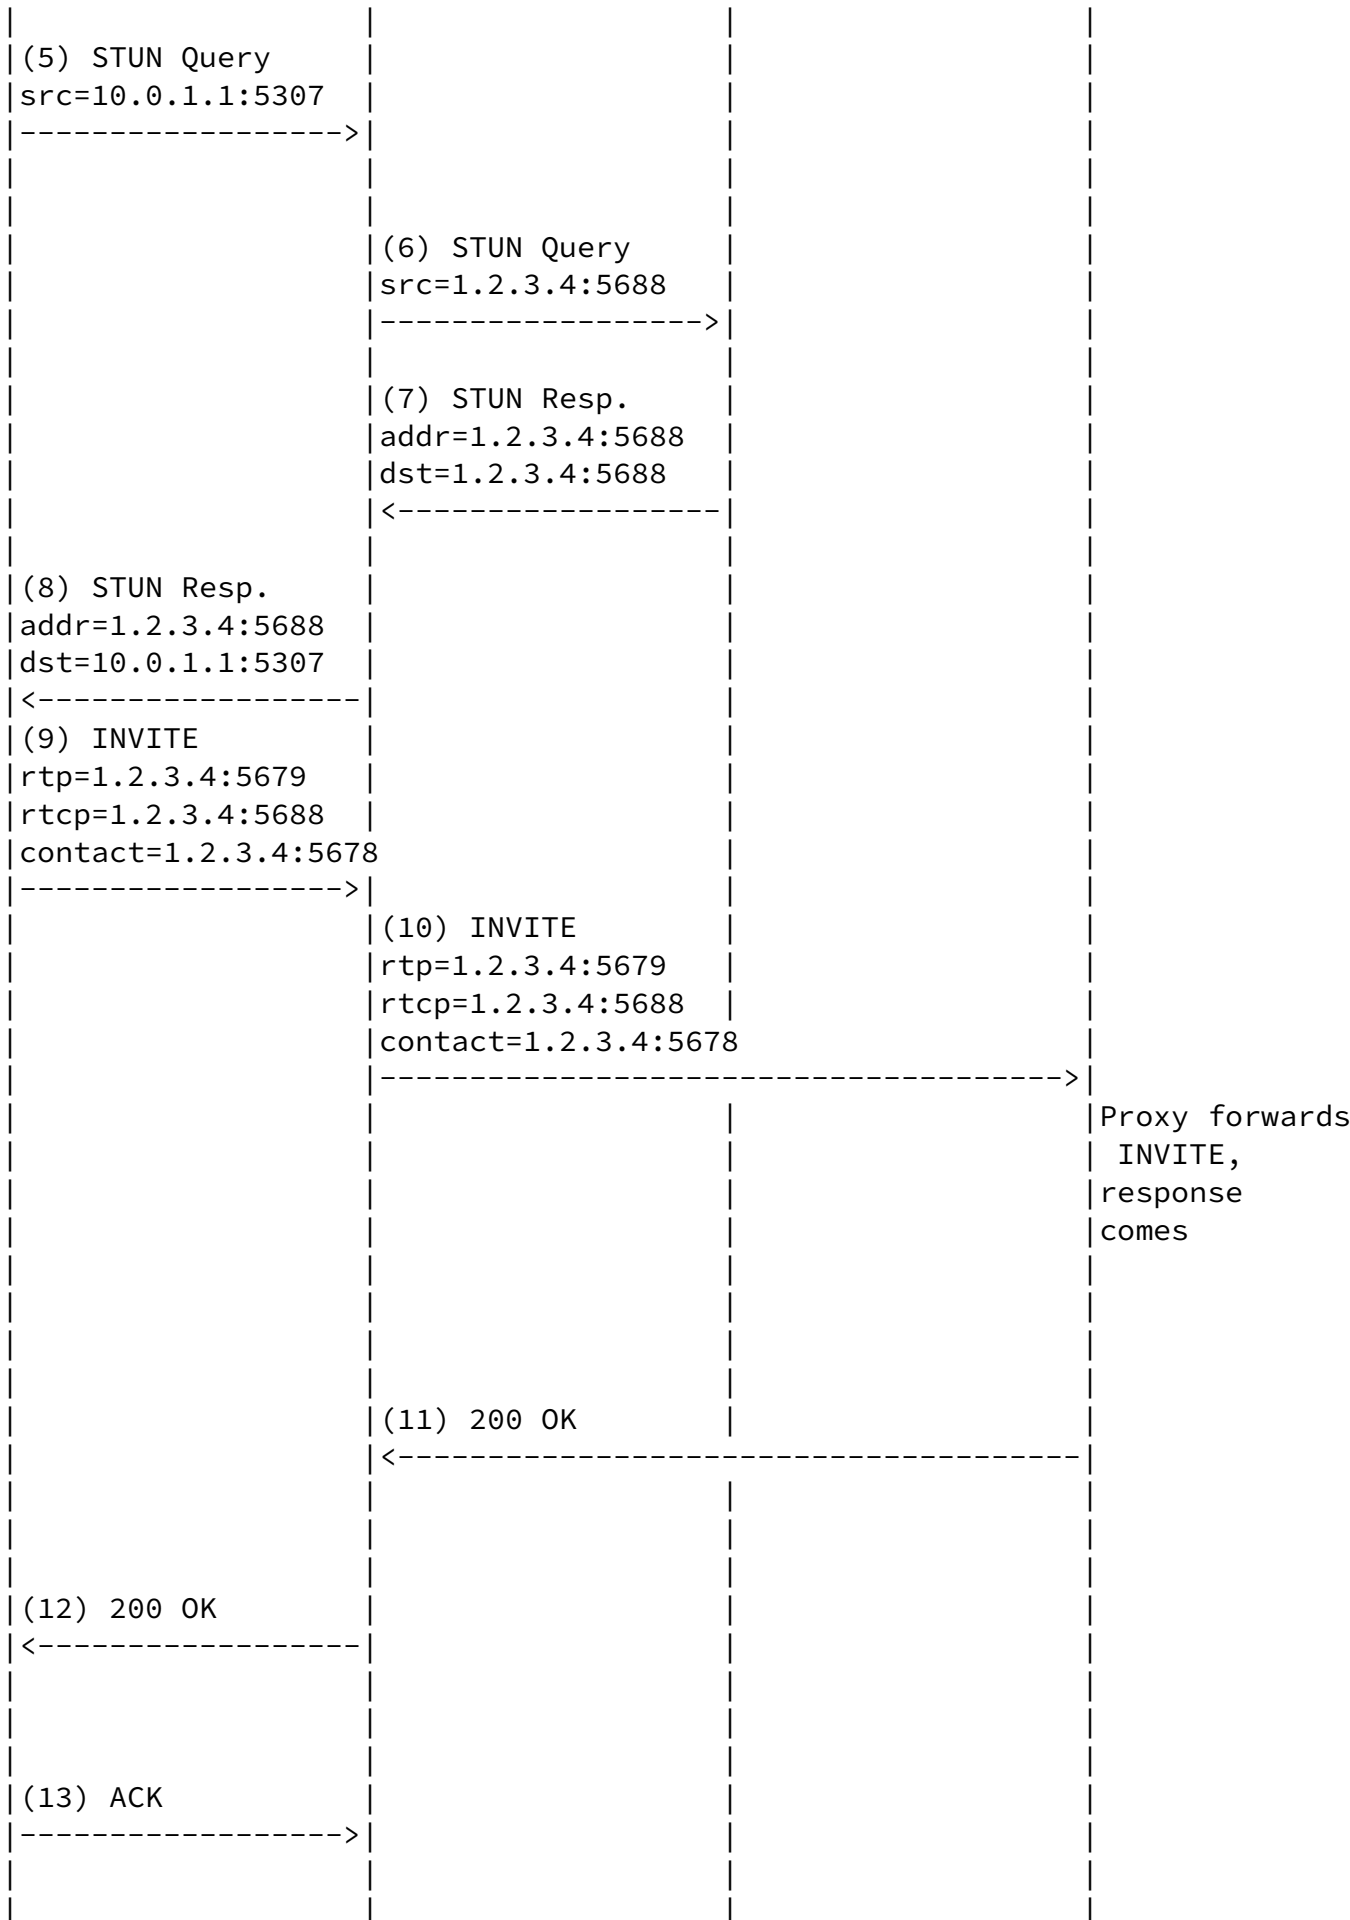 (5) STUN Query
src=10.0.1.1:5307
------------------>
(6) STUN Query
src=1.2.3.4:5688
------------------>
(7) STUN Resp.
addr=1.2.3.4:5688
dst=1.2.3.4:5688
<------------------
(8) STUN Resp.
addr=1.2.3.4:5688
dst=10.0.1.1:5307
<------------------
(9) INVITE
rtp=1.2.3.4:5679
rtcp=1.2.3.4:5688
contact=1.2.3.4:5678
------------------>
(10) INVITE
rtp=1.2.3.4:5679
rtcp=1.2.3.4:5688
contact=1.2.3.4:5678
-------------------------------------->
Proxy forwards
INVITE,
response
comes
(11) 200 OK
<--------------------------------------
(12) 200 OK
<------------------
(13) ACK
------------------>